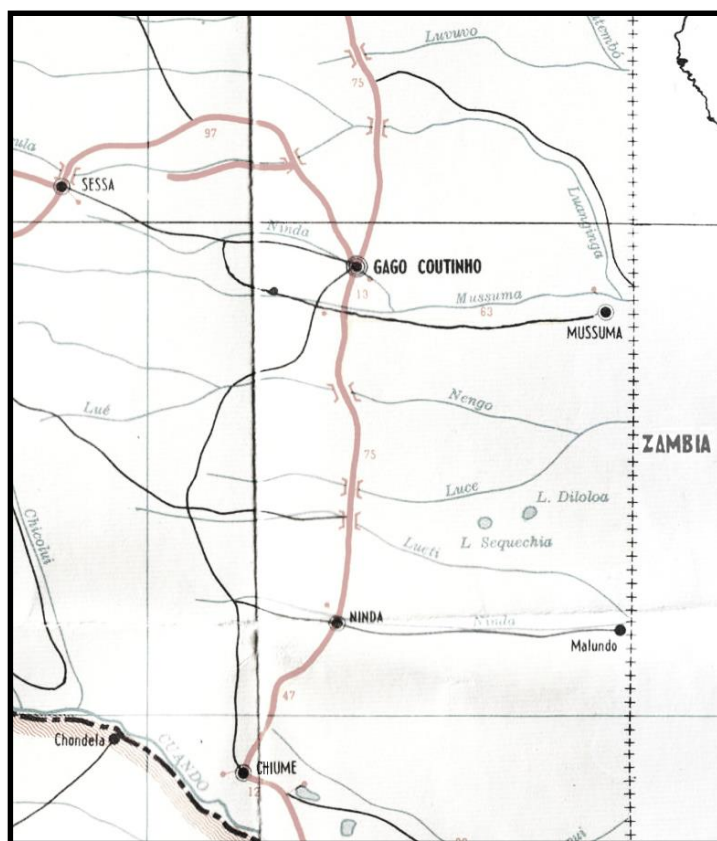 Luvuvo
75
97
SESSA
Luanginga
Ninda
GAGO COUTINHO
13
Mussuma
63
MUSSUMA
Lué
Nengo
75
ZAMBIA
Luce
L. Diloloa
L Sequechia
Chicolui
Lueti
NINDA
Ninda
Malundo
47
Chondela
CUANDO
CHIUME
12